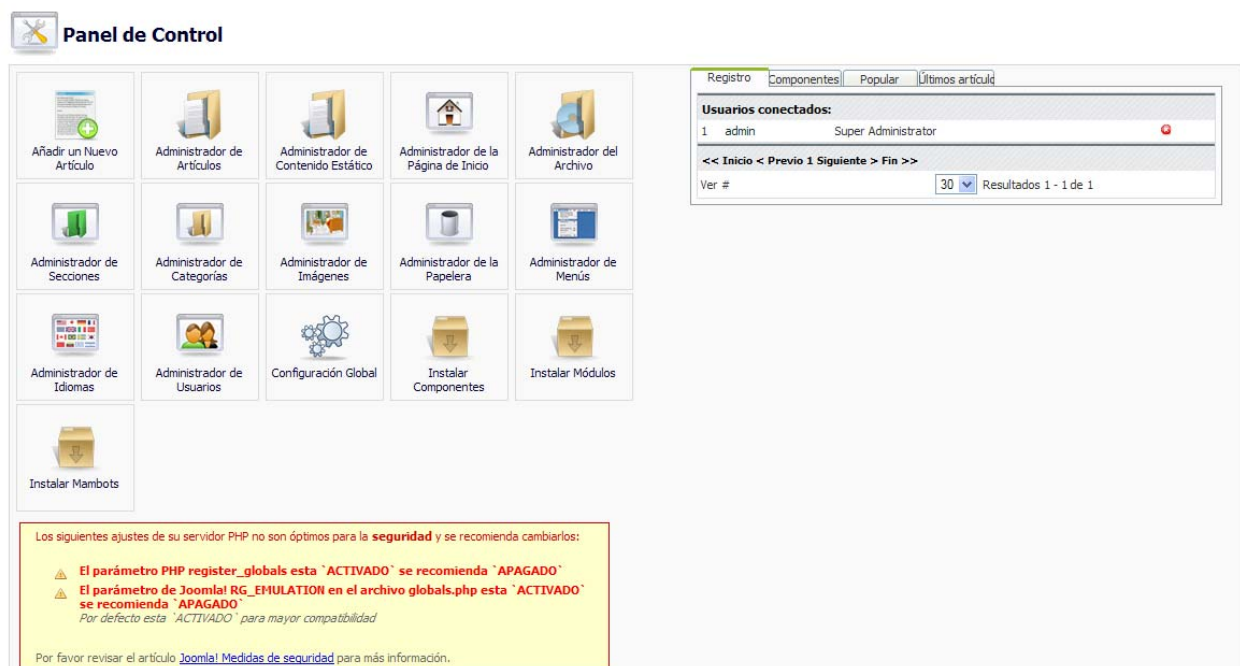 Panel de Control
Añadir un Nuevo
Artículo
Administrador de
Artículos
Administrador de
Contenido Estático
Administrador de la
Página de Inicio
Administrador del
Archivo
Administrador de
Secciones
Administrador de
Categorías
Administrador de
Imágenes
Administrador de la
Papelera
Administrador de
Menús
Administrador de
Idiomas
Administrador de
Usuarios
Configuración Global
Instalar
Componentes
Instalar Módulos
Instalar Mambots
Los siguientes ajustes de su servidor PHP no son óptimos para la seguridad y se recomienda cambiarlos:
El parámetro PHP register_globals esta `ACTIVADO` se recomienda `APAGADO`
El parámetro de Joomla! RG_EMULATION en el archivo globals.php esta `ACTIVADO`
se recomienda `APAGADO`
Por defecto esta `ACTIVADO` para mayor compatibilidad
Por favor revisar el artículo Joomla! Medidas de seguridad para más información.
Registro Componentes Popular Últimos artículo
Usuarios conectados:
1 admin Super Administrator
<< Inicio < Previo 1 Siguiente > Fin >>
Ver # 30 Resultados 1 - 1 de 1